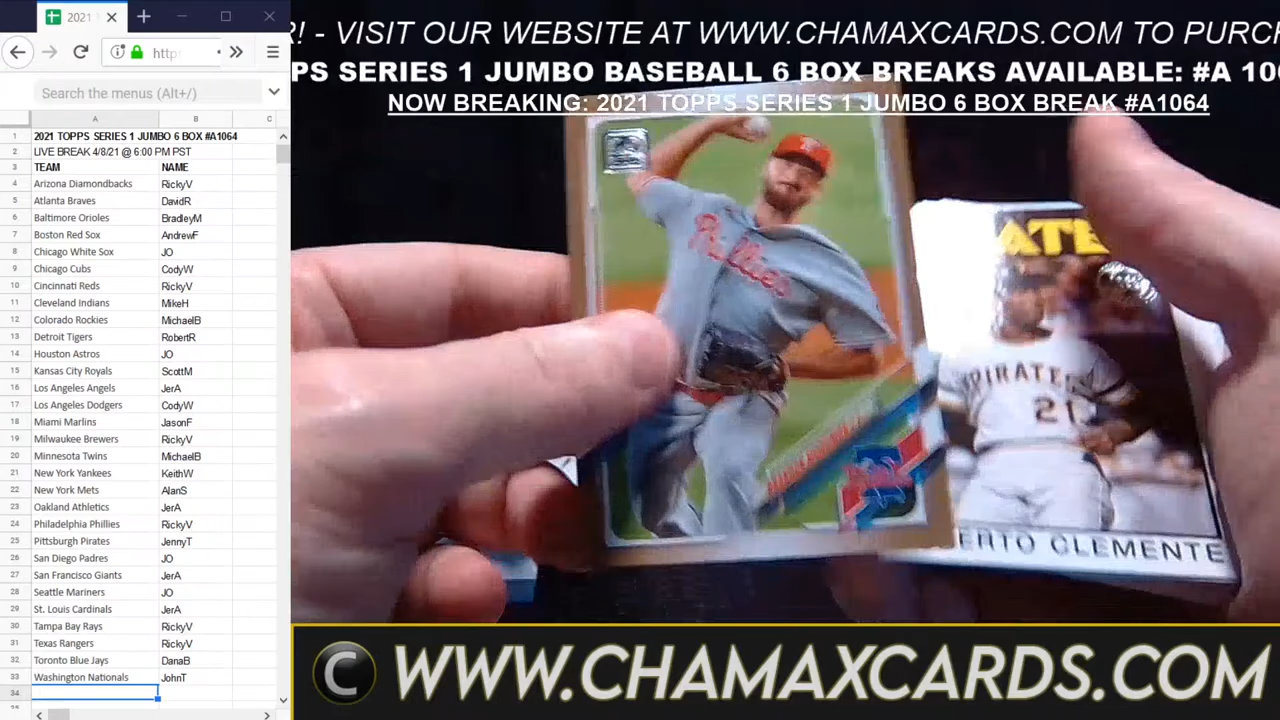 2021
http:
Search the menus (Alt+/)
A B C
1 2021 TOPPS SERIES 1 JUMBO 6 BOX #A1064
2 LIVE BREAK 4/8/21 @ 6:00 PM PST
3 TEAM NAME
4 Arizona Diamondbacks RickyV
5 Atlanta Braves DavidR
6 Baltimore Orioles BradleyM
7 Boston Red Sox AndrewF
8 Chicago White Sox JO
9 Chicago Cubs CodyW
10 Cincinnati Reds RickyV
11 Cleveland Indians MikeH
12 Colorado Rockies MichaelB
13 Detroit Tigers RobertR
14 Houston Astros JO
15 Kansas City Royals ScottM
16 Los Angeles Angels JerA
17 Los Angeles Dodgers CodyW
18 Miami Marlins JasonF
19 Milwaukee Brewers RickyV
20 Minnesota Twins MichaelB
21 New York Yankees KeithW
22 New York Mets AlanS
23 Oakland Athletics JerA
24 Philadelphia Phillies RickyV
25 Pittsburgh Pirates JennyT
26 San Diego Padres JO
27 San Francisco Giants JerA
28 Seattle Mariners JO
29 St. Louis Cardinals JerA
30 Tampa Bay Rays RickyV
31 Texas Rangers RickyV
32 Toronto Blue Jays DanaB
33 Washington Nationals JohnT
34
R! - VISIT OUR WEBSITE AT WWW.CHAMAXCARDS.COM TO PURC
PS SERIES 1 JUMBO BASEBALL 6 BOX BREAKS AVAILABLE: #A 10
NOW BREAKING: 2021 TOPPS SERIES 1 JUMBO 6 BOX BREAK #A1064
Phillies
ATE
PIRATES
21
ERTO CLEMENTE
C WWW.CHAMAXCARDS.COM